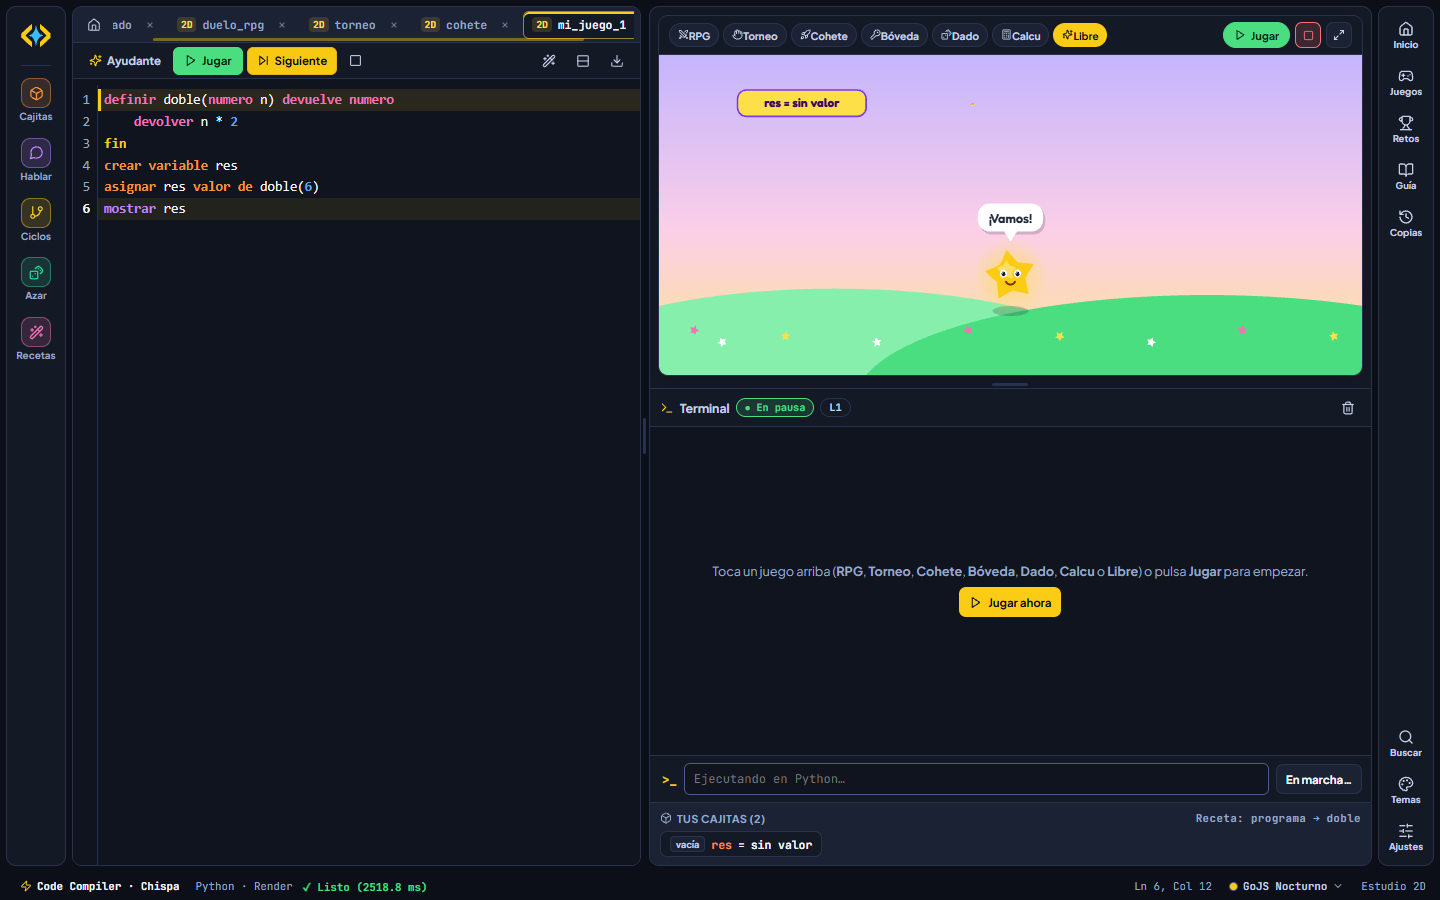 Cajitas
Hablar
Ciclos
Azar
Recetas
ado ×
2D duelo_rpg ×
2D torneo ×
2D cohete ×
2D mi_juego_1
Ayudante
Jugar
Siguiente
1 definir doble(numero n) devuelve numero
2 devolver n * 2
3 fin
4 crear variable res
5 asignar res valor de doble(6)
6 mostrar res
RPG
Torneo
Cohete
Bóveda
Dado
Calcu
Libre
Jugar
res = sin valor
¡Vamos!
>_ Terminal
● En pausa
L1
Toca un juego arriba (RPG, Torneo, Cohete, Bóveda, Dado, Calcu o Libre) o pulsa Jugar para empezar.
Jugar ahora
>_ Ejecutando en Python…
En marcha…
TUS CAJITAS (2)
Receta: programa → doble
vacía res = sin valor
Inicio
Juegos
Retos
Guía
Copias
Buscar
Temas
Ajustes
Code Compiler · Chispa
Python · Render
✓ Listo (2518.8 ms)
Ln 6, Col 12
GoJS Nocturno
Estudio 2D